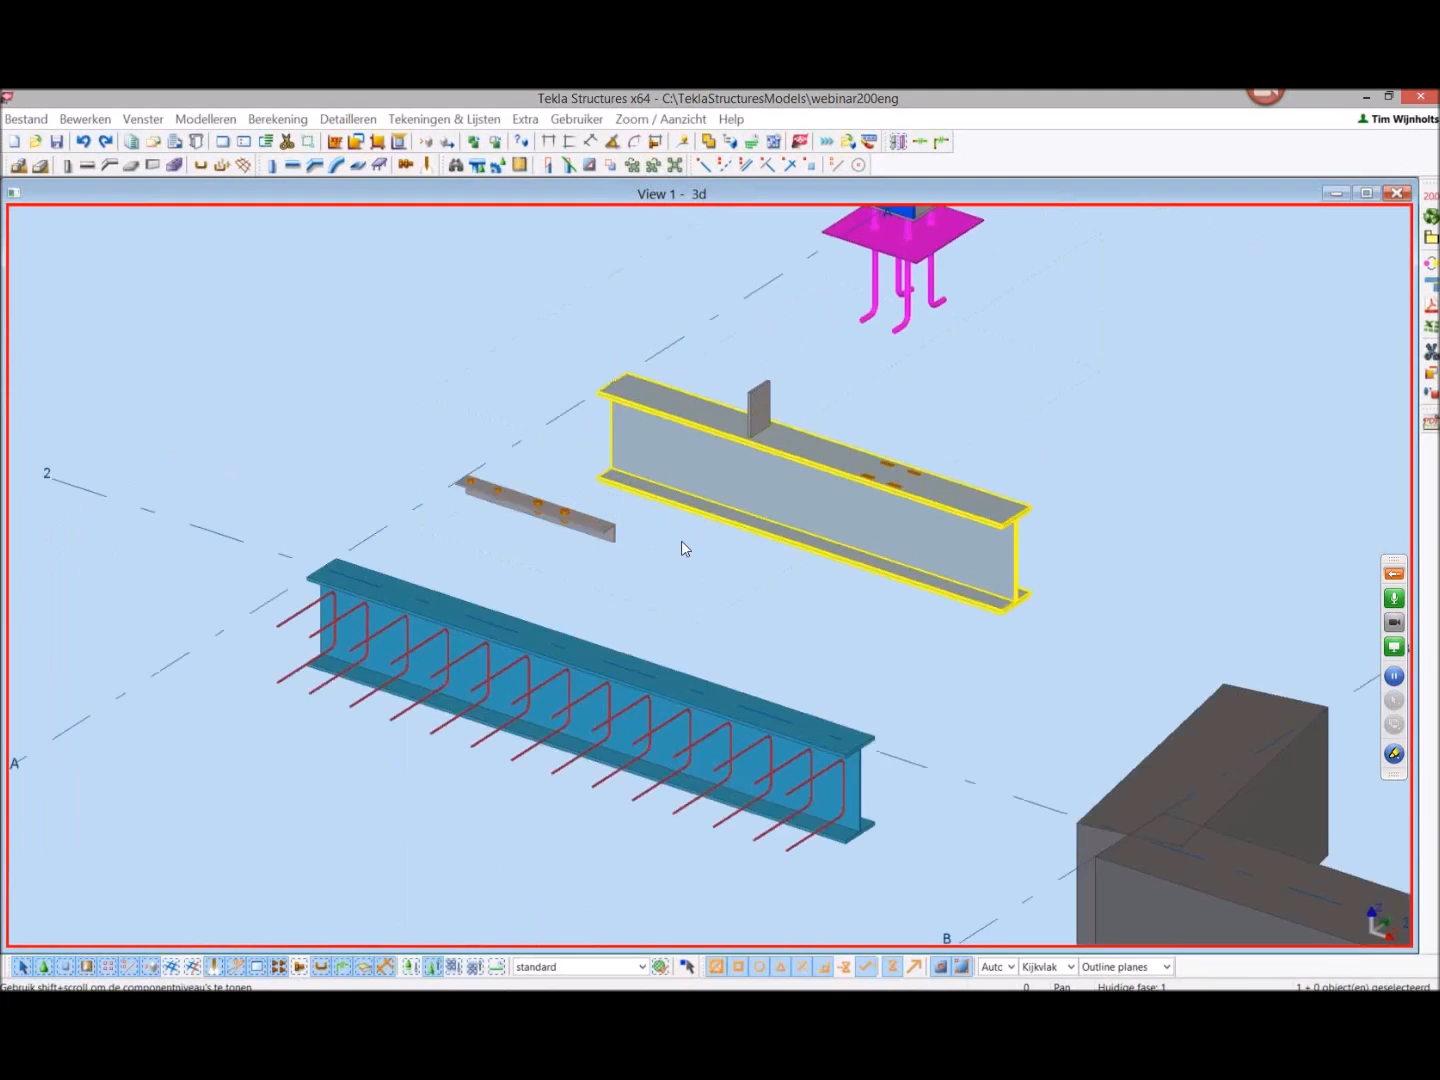 Tekla Structures x64 - C:\TeklaStructuresModels\webinar200eng
Bestand Bewerken Venster Modelleren Berekening Detailleren Tekeningen & Lijsten Extra Gebruiker Zoom / Aanzicht Help Tim Wijnholts
View 1 - 3d
2
A
B
Z
standard Auto Kijkvlak Outline planes
Gebruik shift+scroll om de componentniveau's te tonen 0 Pan Huidige fase: 1 1 + 0 object(en) geselecteerd